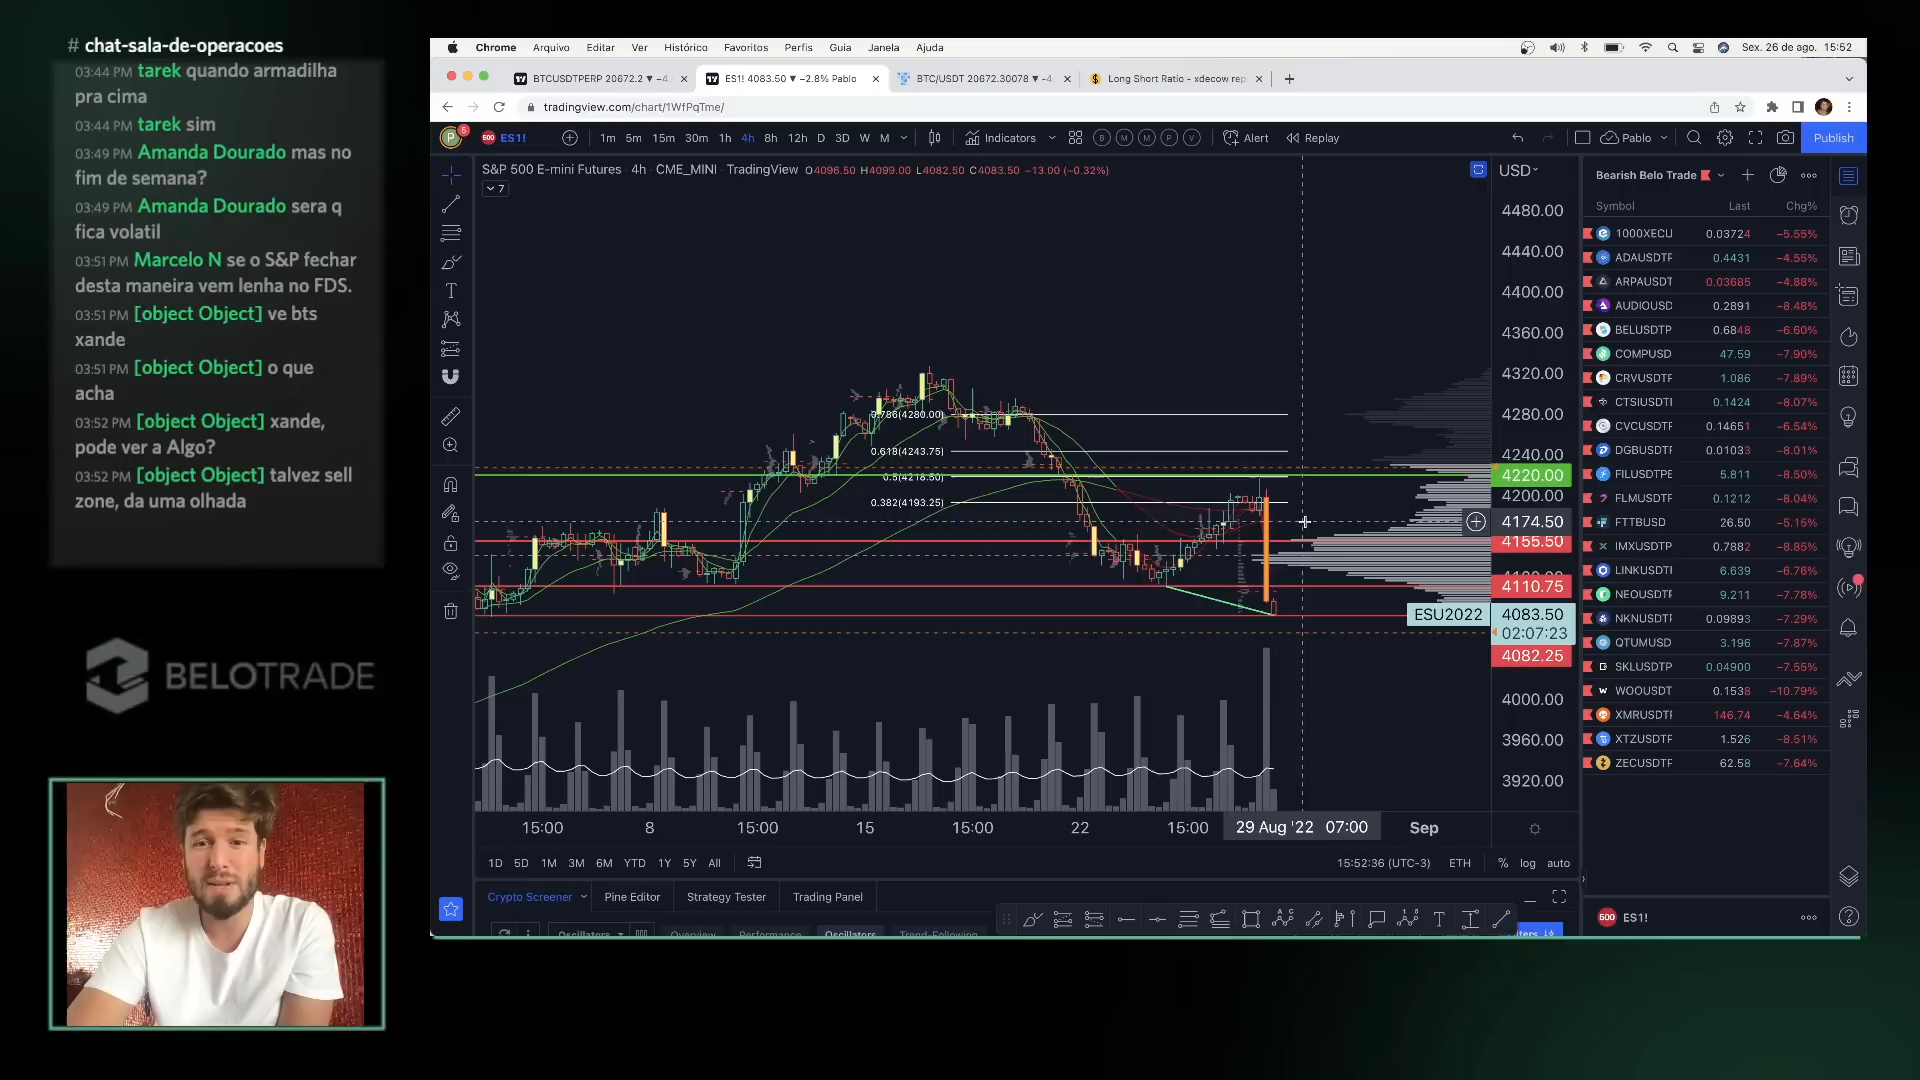 # chat-sala-de-operacoes
03:44 PM tarek quando armadilha
pra cima
03:44 PM tarek sim
03:49 PM Amanda Dourado mas no
fim de semana?
03:49 PM Amanda Dourado sera q
fica volatil
03:51 PM Marcelo N se o S&P fechar
desta maneira vem lenha no FDS.
03:51 PM [object Object] ve bts
xande
03:51 PM [object Object] o que
acha
03:52 PM [object Object] xande,
pode ver a Algo?
03:52 PM [object Object] talvez sell
zone, da uma olhada
BELOTRADE
Chrome Arquivo Editar Ver Histórico Favoritos Perfis Guia Janela Ajuda
Sex. 26 de ago. 15:52
BTCUSDTPERP 20672.2 ▼ −4.
ES1! 4083.50 ▼ −2.8% Pablo
BTC/USDT 20672.30078 ▼ −4
Long Short Ratio - xdecow rep
tradingview.com/chart/1WfPqTme/
P 5
500 ES1!
1m 5m 15m 30m 1h 4h 8h 12h D 3D W M
Indicators
B M M P V
Alert
Replay
Pablo
Publish
S&P 500 E-mini Futures · 4h · CME_MINI · TradingView O4096.50 H4099.00 L4082.50 C4083.50 −13.00 (−0.32%)
7
USD
4480.00
4440.00
4400.00
4360.00
4320.00
4280.00
4240.00
4220.00
4200.00
4174.50
4155.50
4110.75
ESU2022 4083.50
02:07:23
4082.25
4000.00
3960.00
3920.00
0.786(4280.00)
0.618(4243.75)
0.5(4218.50)
0.382(4193.25)
15:00 8 15:00 15 15:00 22 15:00 29 Aug '22 07:00 Sep
1D 5D 1M 3M 6M YTD 1Y 5Y All
15:52:36 (UTC-3) ETH % log auto
Crypto Screener Pine Editor Strategy Tester Trading Panel
Oscillators Overview Performance Oscillators Trend-Following
Bearish Belo Trade
Symbol Last Chg%
1000XECU 0.03724 −5.55%
ADAUSDTF 0.4431 −4.55%
ARPAUSDT 0.03685 −4.88%
AUDIOUSD 0.2891 −8.48%
BELUSDTP 0.6848 −6.60%
COMPUSD 47.59 −7.90%
CRVUSDTF 1.086 −7.89%
CTSIUSDTI 0.1424 −8.07%
CVCUSDTF 0.14651 −6.54%
DGBUSDTF 0.01033 −8.01%
FILUSDTPE 5.811 −8.50%
FLMUSDTF 0.1212 −8.04%
FTTBUSD 26.50 −5.15%
IMXUSDTF 0.7882 −8.85%
LINKUSDTI 6.639 −6.76%
NEOUSDTF 9.211 −7.78%
NKNUSDTF 0.09893 −7.29%
QTUMUSD 3.196 −7.87%
SKLUSDTP 0.04900 −7.55%
WOOUSDT 0.1538 −10.79%
XMRUSDTF 146.74 −4.64%
XTZUSDTF 1.526 −8.51%
ZECUSDTF 62.58 −7.64%
500 ES1!